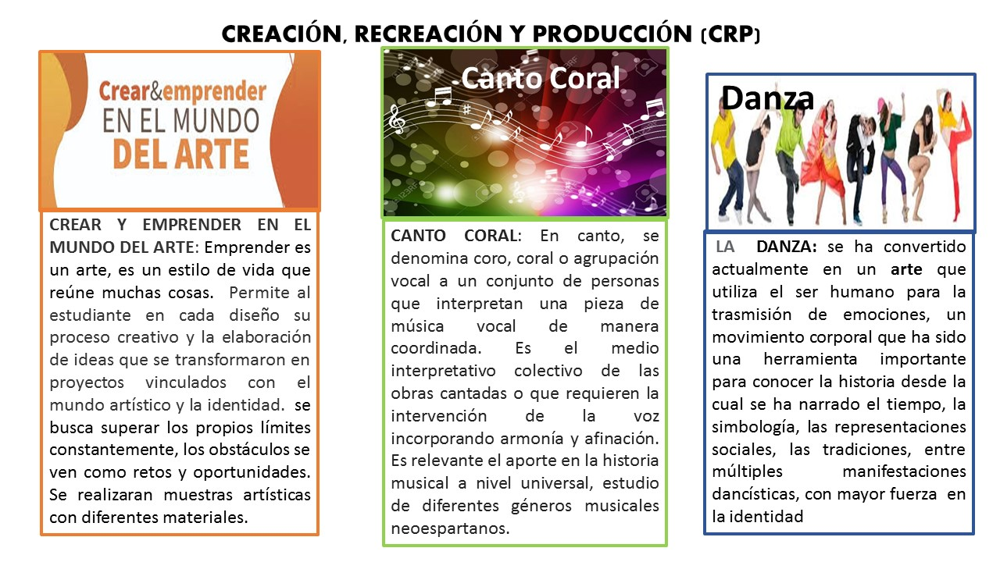 CREACIÓN, RECREACIÓN Y PRODUCCIÓN (CRP)
Crear&emprender
EN EL MUNDO
DEL ARTE
CREAR Y EMPRENDER EN EL
MUNDO DEL ARTE: Emprender es
un arte, es un estilo de vida que
reúne muchas cosas. Permite al
estudiante en cada diseño su
proceso creativo y la elaboración
de ideas que se transformaron en
proyectos vinculados con el
mundo artístico y la identidad. se
busca superar los propios límites
constantemente, los obstáculos se
ven como retos y oportunidades.
Se realizaran muestras artísticas
con diferentes materiales.
Canto Coral
CANTO CORAL: En canto, se
denomina coro, coral o agrupación
vocal a un conjunto de personas
que interpretan una pieza de
música vocal de manera
coordinada. Es el medio
interpretativo colectivo de las
obras cantadas o que requieren la
intervención de la voz
incorporando armonía y afinación.
Es relevante el aporte en la historia
musical a nivel universal, estudio
de diferentes géneros musicales
neoespartanos.
Danza
LA DANZA: se ha convertido
actualmente en un arte que
utiliza el ser humano para la
trasmisión de emociones, un
movimiento corporal que ha sido
una herramienta importante
para conocer la historia desde la
cual se ha narrado el tiempo, la
simbología, las representaciones
sociales, las tradiciones, entre
múltiples manifestaciones
dancísticas, con mayor fuerza en
la identidad